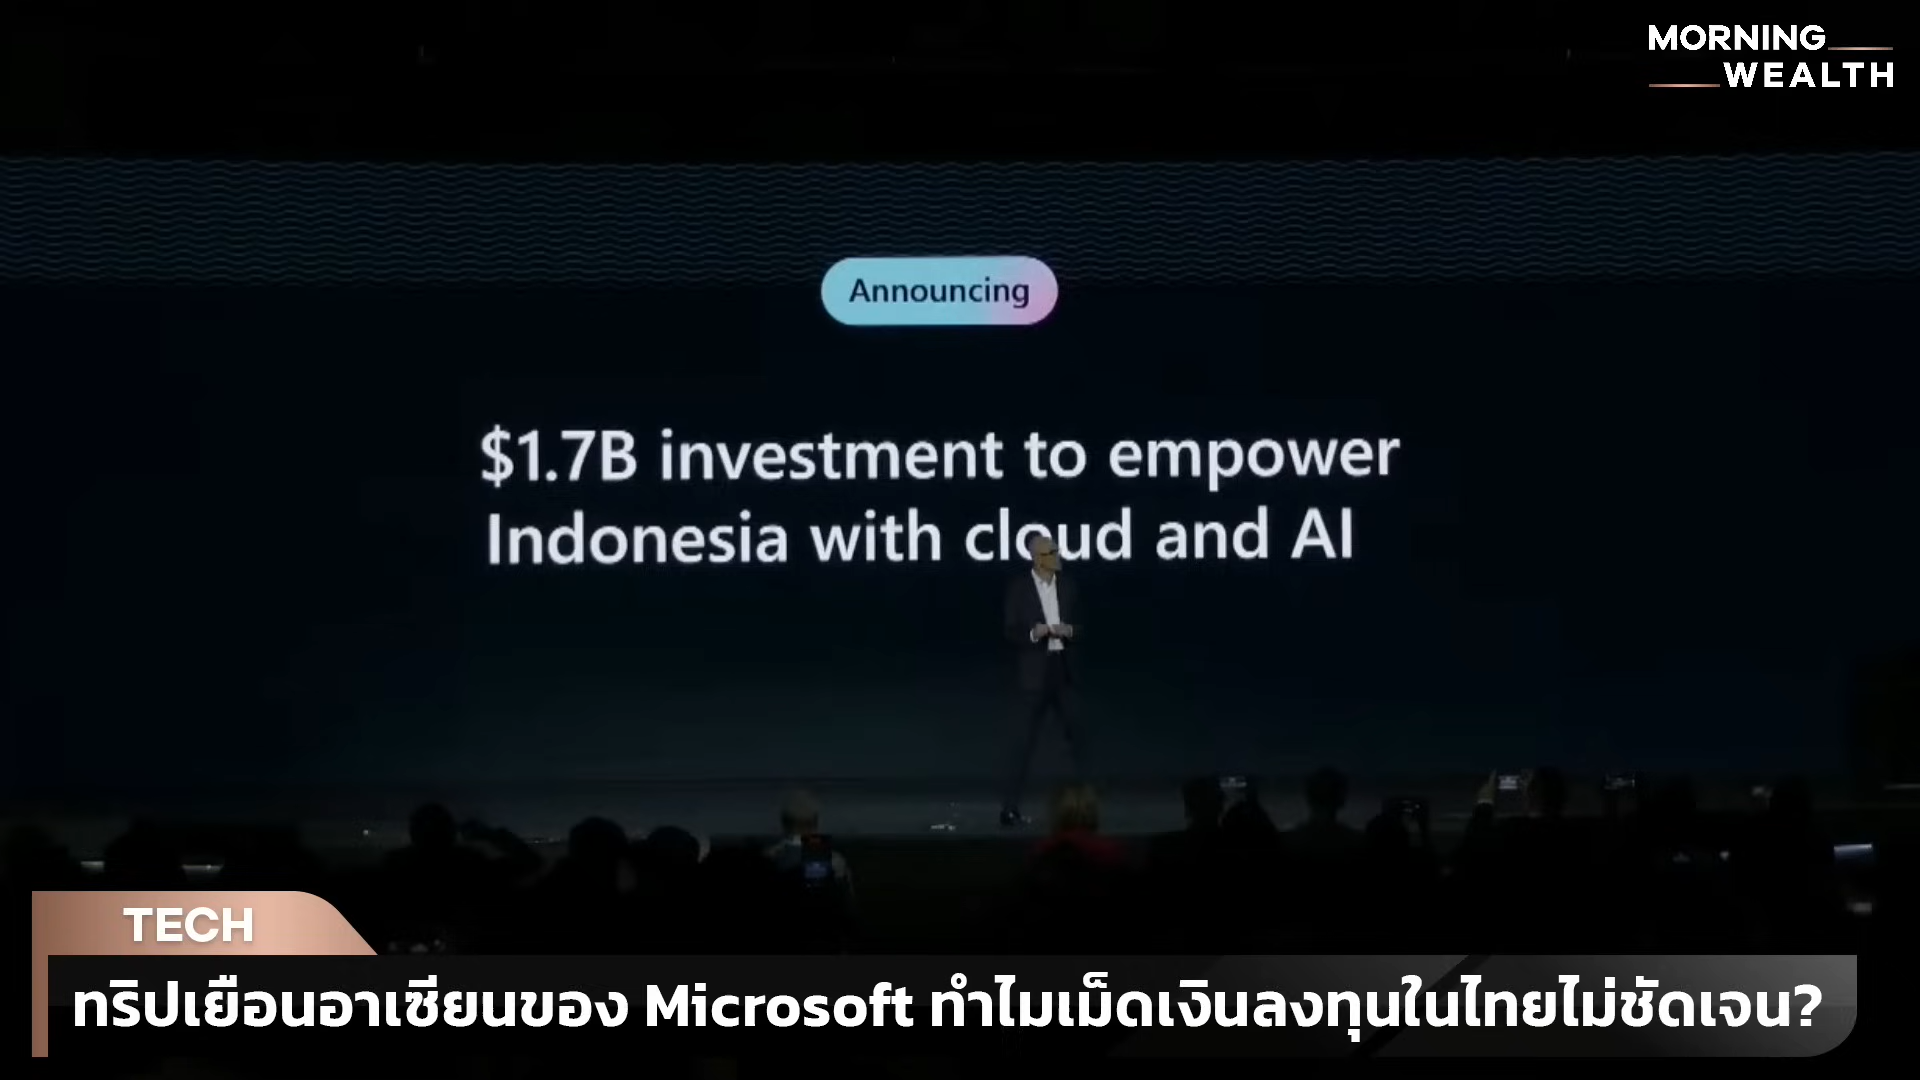 MORNING
WEALTH
Announcing
$1.7B investment to empower
Indonesia with cloud and AI
TECH
ทริปเยือนอาเซียนของ Microsoft ทำไมเม็ดเงินลงทุนในไทยไม่ชัดเจน?